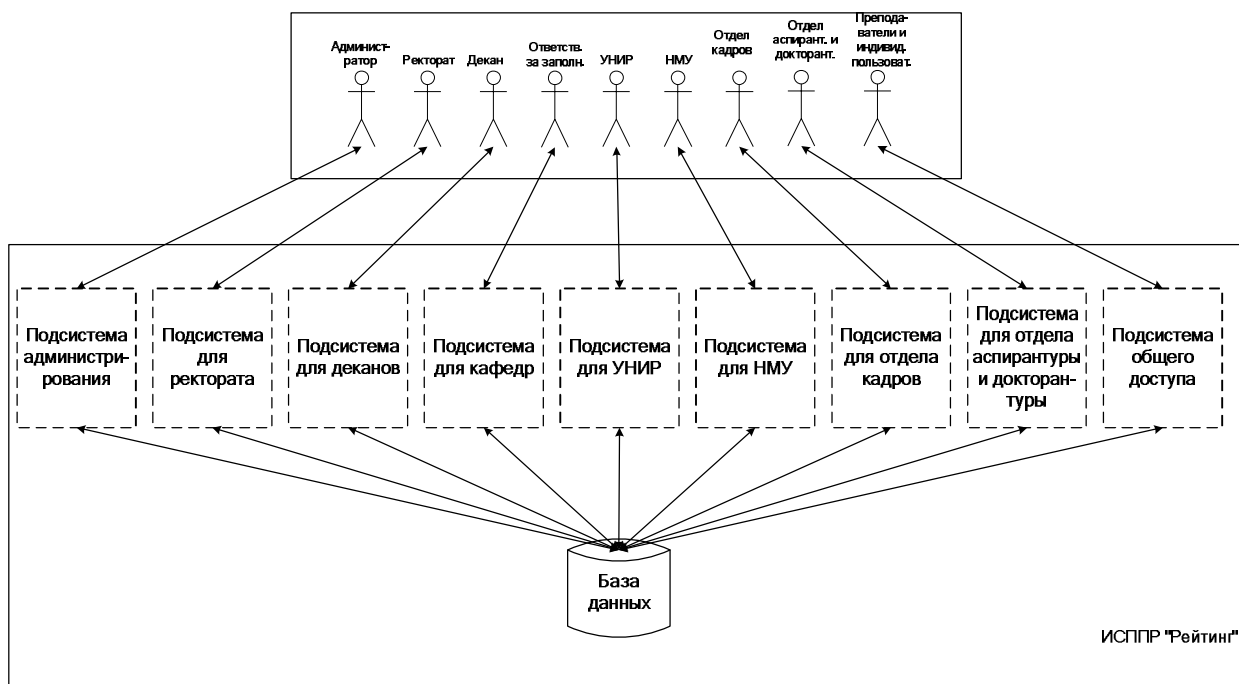 Админист-
ратор
Ректорат
Декан
Ответств.
за заполн.
УНИР
НМУ
Отдел
кадров
Отдел
аспирант. и
докторант.
Препода-
ватели и
индивид.
пользоват.
Подсистема
администри-
рования
Подсистема
для
ректората
Подсистема
для деканов
Подсистема
для кафедр
Подсистема
для УНИР
Подсистема
для НМУ
Подсистема
для отдела
кадров
Подсистема
для отдела
аспирантуры
и докторан-
туры
Подсистема
общего
доступа
База
данных
ИСППР "Рейтинг"